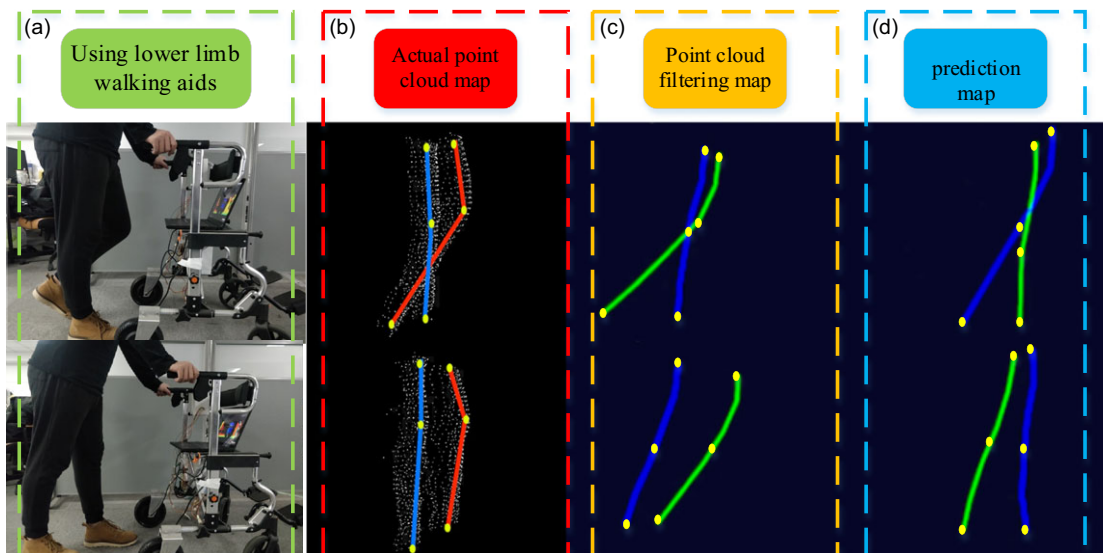 (a)
Using lower limb
walking aids
(b)
Actual point
cloud map
(c)
Point cloud
filtering map
(d)
prediction
map